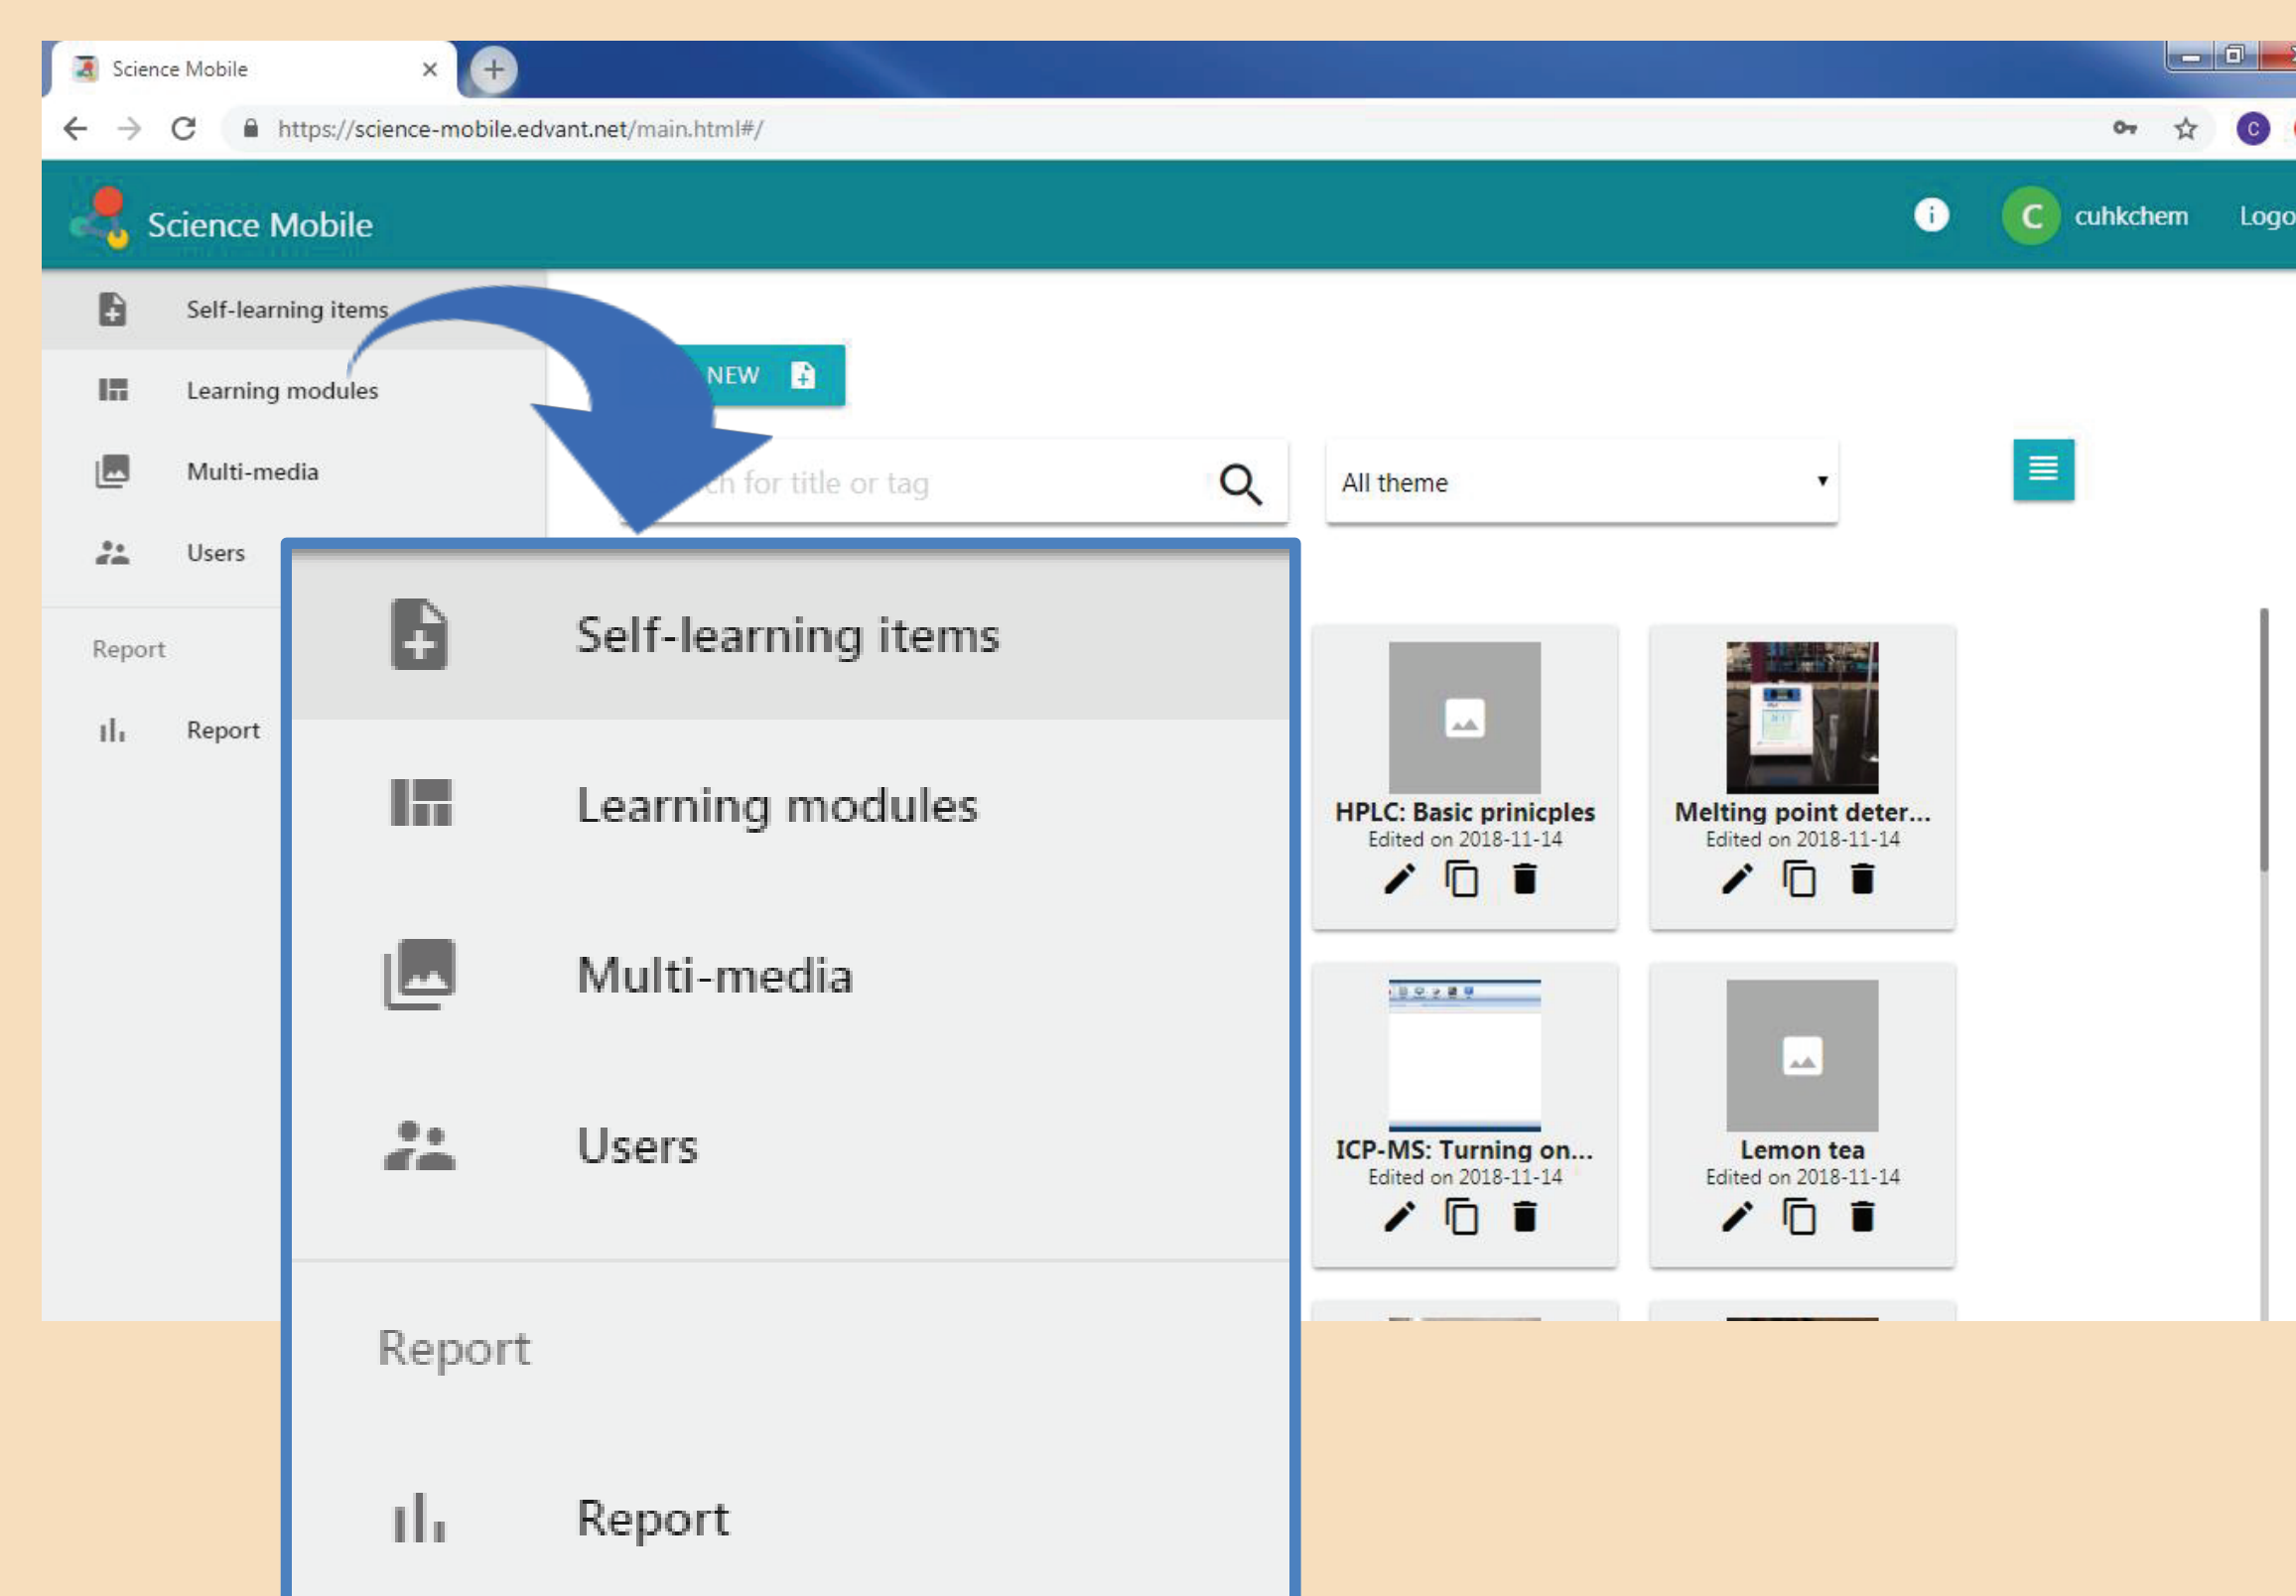 Science Mobile
https://science-mobile.edvant.net/main.html#/
C
Science Mobile
C cuhkchem
Self-learning items
Learning modules
Multi-media
Users
Report
Report
NEW
for title or tag
All theme
Self-learning items
Learning modules
Multi-media
Users
Report
Report
HPLC: Basic prinicples
Edited on 2018-11-14
Melting point deter...
Edited on 2018-11-14
ICP-MS: Turning on...
Edited on 2018-11-14
Lemon tea
Edited on 2018-11-14